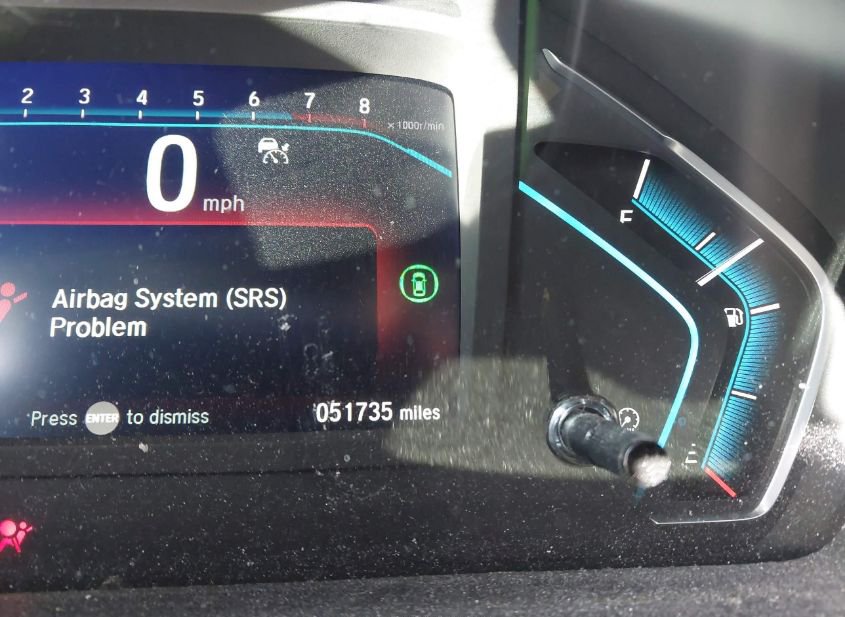 2 3 4 5 6 7 8
x 1000r/min
0 mph
F
Airbag System (SRS)
Problem
Press ENTER to dismiss
051735 miles
E